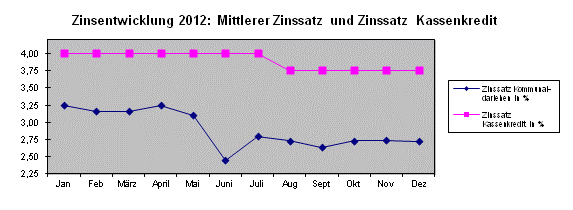 Zinsentwicklung 2012: Mittlerer Zinssatz und Zinssatz Kassenkredit
4,00
3,75
3,50
3,25
3,00
2,75
2,50
2,25
Jan Feb März April Mai Juni Juli Aug Sept Okt Nov Dez
Zinssatz Kommunal-
darlehen in %
Zinssatz
Kassenkredit in %